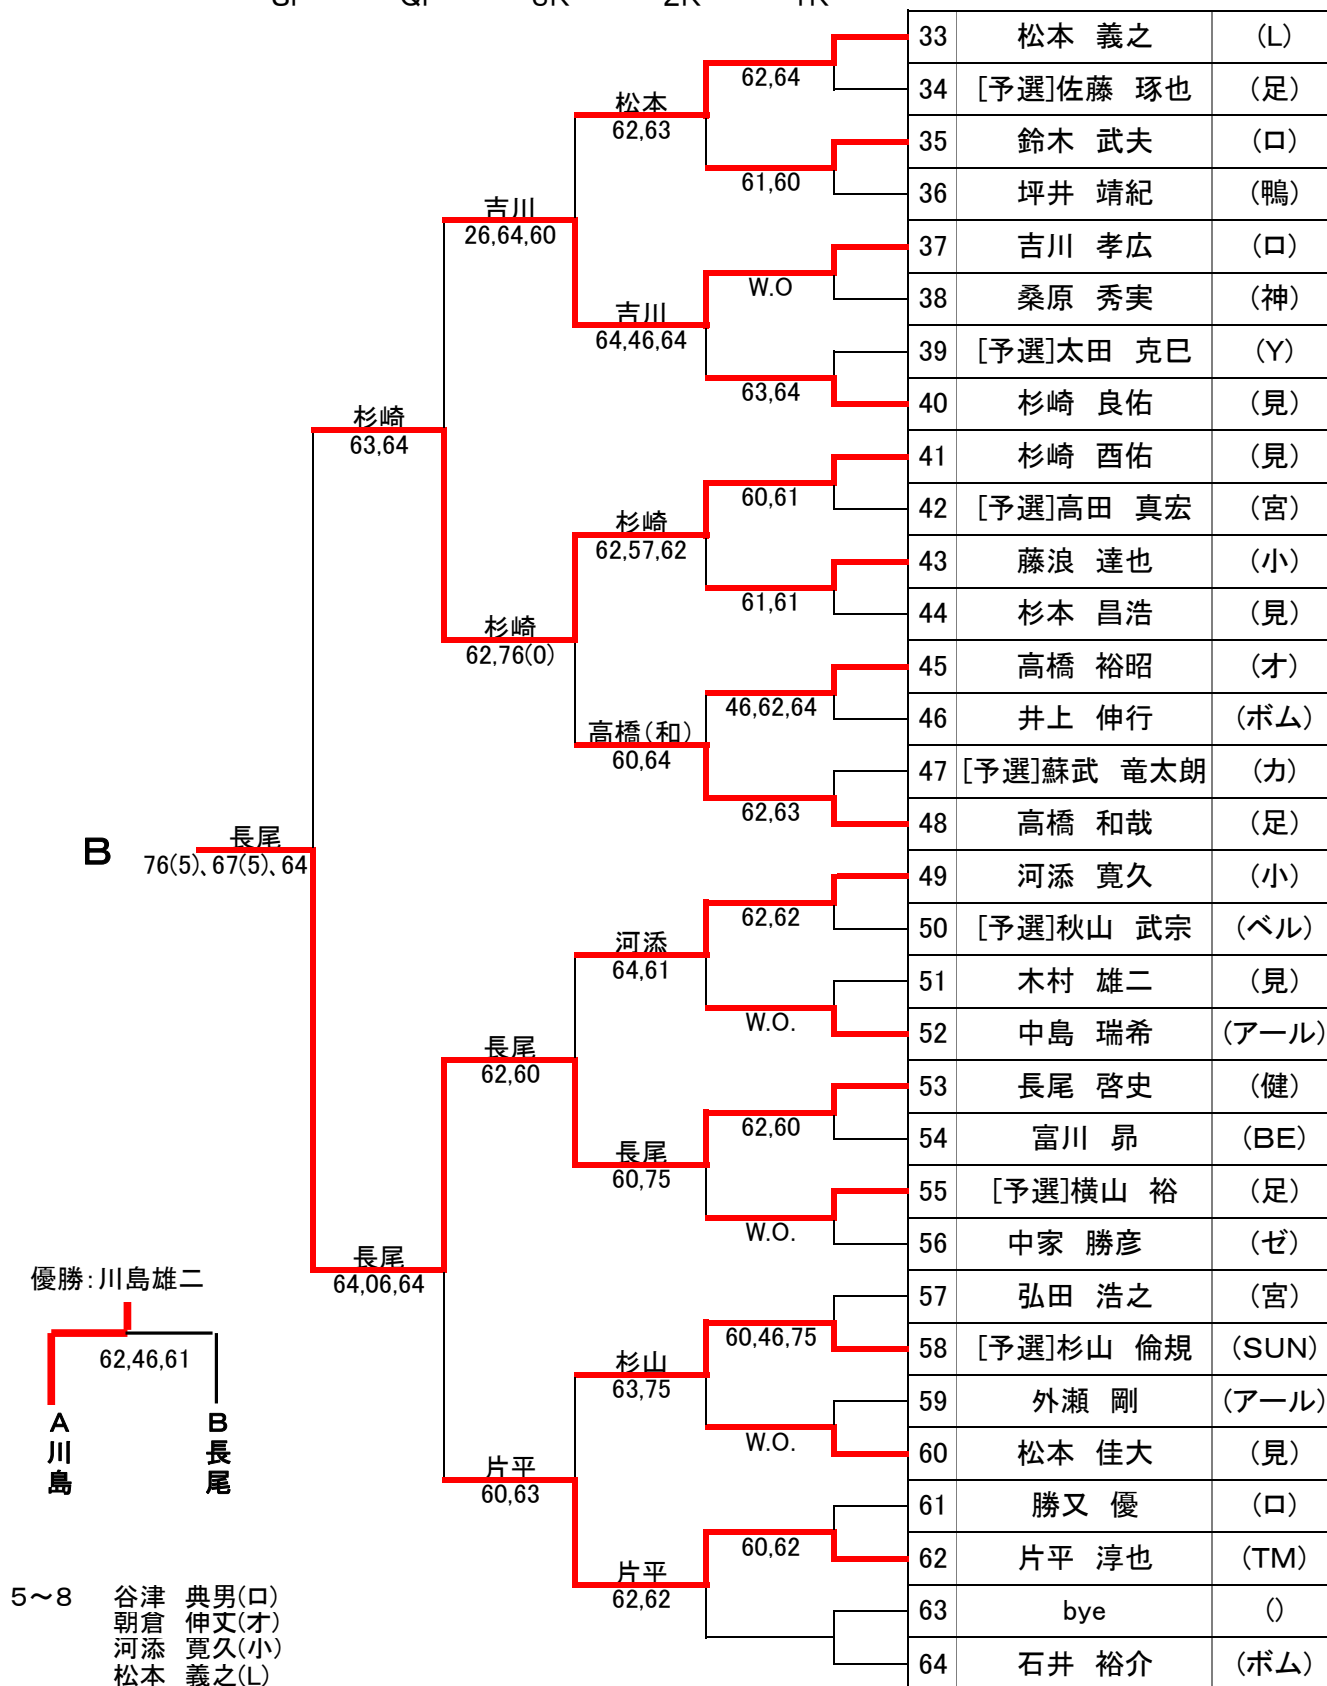 33 松本 義之 (L)
62,64
34 [予選]佐藤 琢也 (足)
松本
62,63
35 鈴木 武夫 (ロ)
61,60
36 坪井 靖紀 (鴨)
吉川
26,64,60
37 吉川 孝広 (ロ)
W.O
38 桑原 秀実 (神)
吉川
64,46,64
39 [予選]太田 克巳 (Y)
63,64
40 杉崎 良佑 (見)
杉崎
63,64
41 杉崎 酉佑 (見)
60,61
42 [予選]高田 真宏 (宮)
杉崎
62,57,62
43 藤浪 達也 (小)
61,61
44 杉本 昌浩 (見)
杉崎
62,76(0)
45 高橋 裕昭 (才)
46,62,64
46 井上 伸行 (ボム)
高橋(和)
60,64
47 [予選]蘇武 竜太朗 (カ)
62,63
48 高橋 和哉 (足)
B
長尾
76(5)、67(5)、64
49 河添 寛久 (小)
62,62
50 [予選]秋山 武宗 (ベル)
河添
64,61
51 木村 雄二 (見)
W.O.
52 中島 瑞希 (アール)
長尾
62,60
53 長尾 啓史 (健)
62,60
54 富川 昴 (BE)
長尾
60,75
55 [予選]横山 裕 (足)
W.O.
56 中家 勝彦 (ゼ)
長尾
64,06,64
57 弘田 浩之 (宮)
60,46,75
58 [予選]杉山 倫規 (SUN)
杉山
63,75
59 外瀬 剛 (アール)
W.O.
60 松本 佳大 (見)
片平
60,63
61 勝又 優 (ロ)
60,62
62 片平 淳也 (TM)
片平
62,62
63 bye ()
64 石井 裕介 (ボム)
優勝:川島雄二
62,46,61
A川島
B長尾
5～8 谷津 典男(ロ)
朝倉 伸丈(才)
河添 寛久(小)
松本 義之(L)